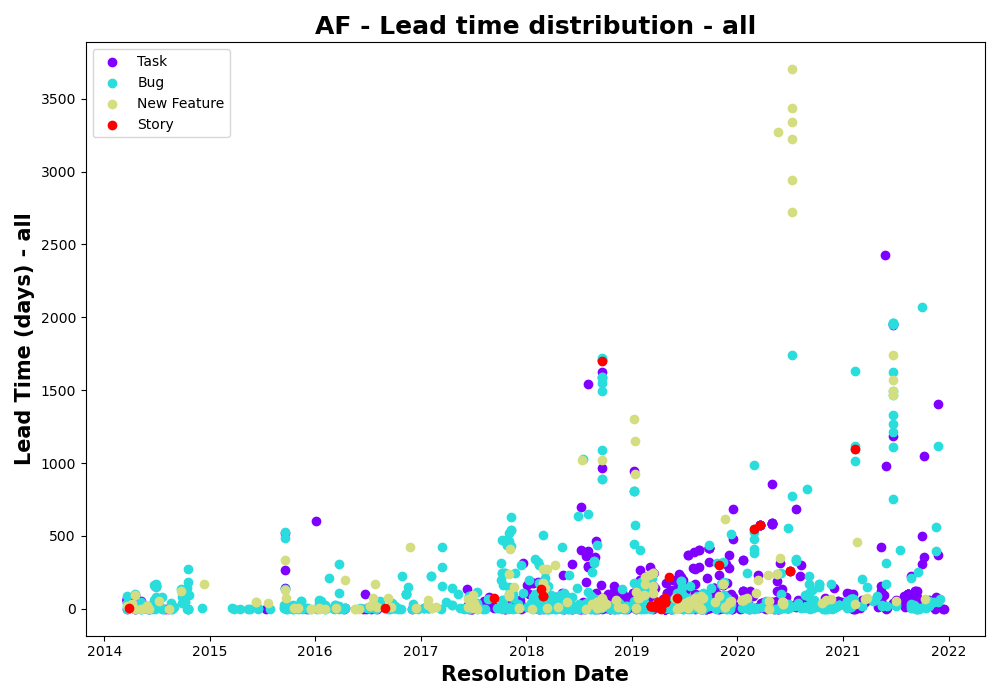 AF - Lead time distribution - all
Task
Bug
New Feature
Story
Lead Time (days) - all
3500
3000
2500
2000
1500
1000
500
0
2014 2015 2016 2017 2018 2019 2020 2021 2022
Resolution Date